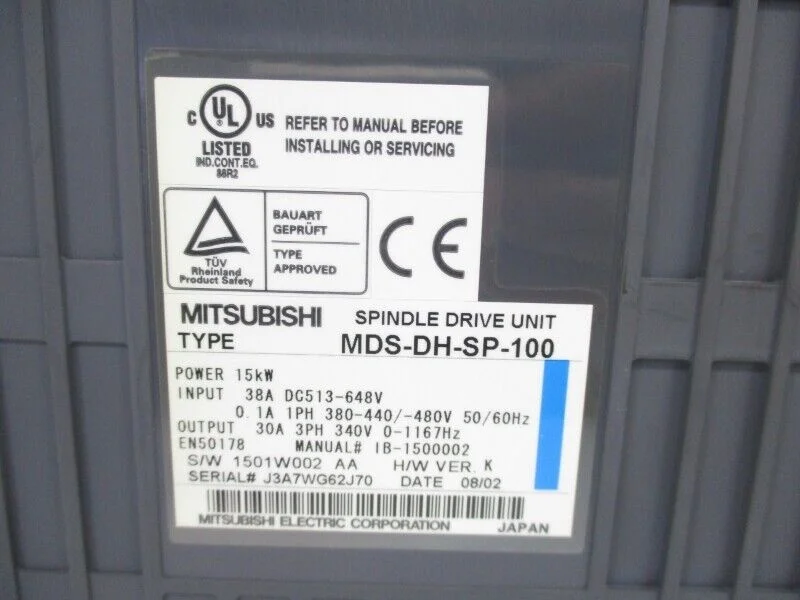 C UL US
LISTED
IND.CONT.EQ.
88R2
REFER TO MANUAL BEFORE
INSTALLING OR SERVICING
TÜV
Rheinland
Product Safety
BAUART
GEPRÜFT
TYPE
APPROVED
CE
MITSUBISHI SPINDLE DRIVE UNIT
TYPE MDS-DH-SP-100
POWER 15kW
INPUT 38A DC513-648V
0.1A 1PH 380-440/-480V 50/60Hz
OUTPUT 30A 3PH 340V 0-1167Hz
EN50178 MANUAL# IB-1500002
S/W 1501W002 AA H/W VER. K
SERIAL# J3A7WG62J70 DATE 08/02
MITSUBISHI ELECTRIC CORPORATION JAPAN